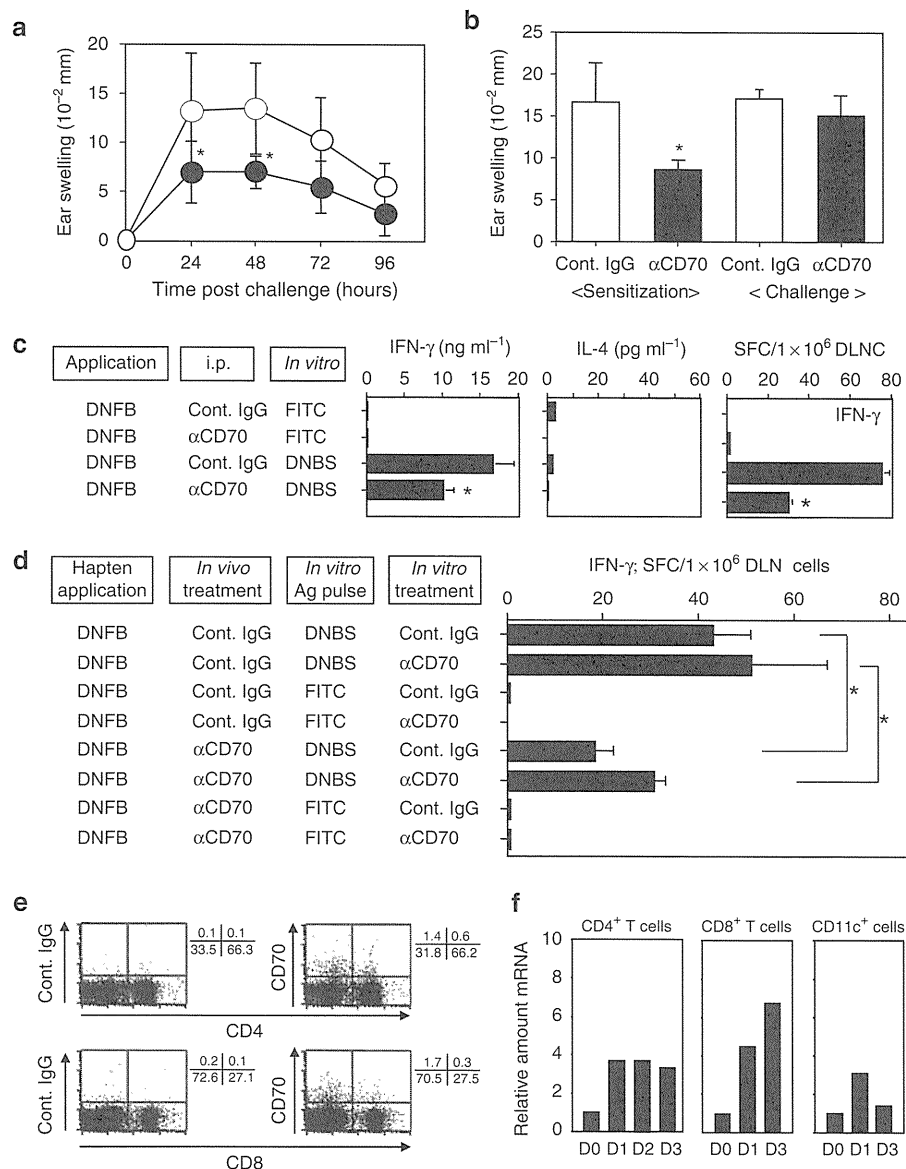 a
Ear swelling (10⁻² mm)
20
15
10
5
0
*
*
0 24 48 72 96
Time post challenge (hours)
b
Ear swelling (10⁻² mm)
25
20
15
10
5
0
*
Cont. IgG αCD70 Cont. IgG αCD70
<Sensitization> < Challenge >
c
Application i.p. In vitro
IFN-γ (ng ml⁻¹) IL-4 (pg ml⁻¹) SFC/1 × 10⁶ DLNC
0 5 10 15 20 0 20 40 60 0 20 40 60 80
DNFB Cont. IgG FITC IFN-γ
DNFB αCD70 FITC
DNFB Cont. IgG DNBS
DNFB αCD70 DNBS * *
d
Hapten application In vivo treatment In vitro Ag pulse In vitro treatment
IFN-γ; SFC/1 × 10⁶ DLN cells
0 20 40 60 80
DNFB Cont. IgG DNBS Cont. IgG
DNFB Cont. IgG DNBS αCD70
DNFB Cont. IgG FITC Cont. IgG *
DNFB Cont. IgG FITC αCD70 *
DNFB αCD70 DNBS Cont. IgG
DNFB αCD70 DNBS αCD70
DNFB αCD70 FITC Cont. IgG
DNFB αCD70 FITC αCD70
e
Cont. IgG
0.1 0.1
33.5 66.3
CD70
1.4 0.6
31.8 66.2
CD4
Cont. IgG
0.2 0.1
72.6 27.1
CD70
1.7 0.3
70.5 27.5
CD8
f
CD4⁺ T cells CD8⁺ T cells CD11c⁺ cells
Relative amount mRNA
10
8
6
4
2
0
D0 D1 D2 D3 D0 D1 D3 D0 D1 D3